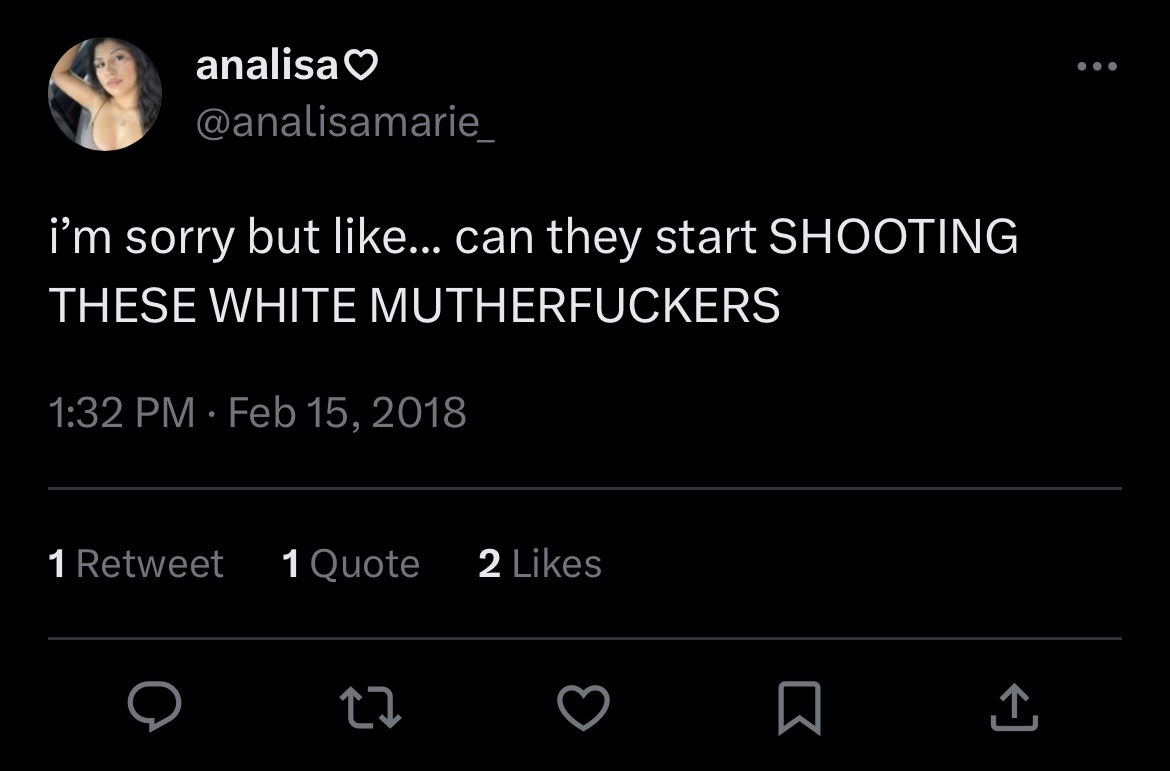 analisa♡
@analisamarie_
i’m sorry but like... can they start SHOOTING
THESE WHITE MUTHERFUCKERS
1:32 PM · Feb 15, 2018
1 Retweet 1 Quote 2 Likes